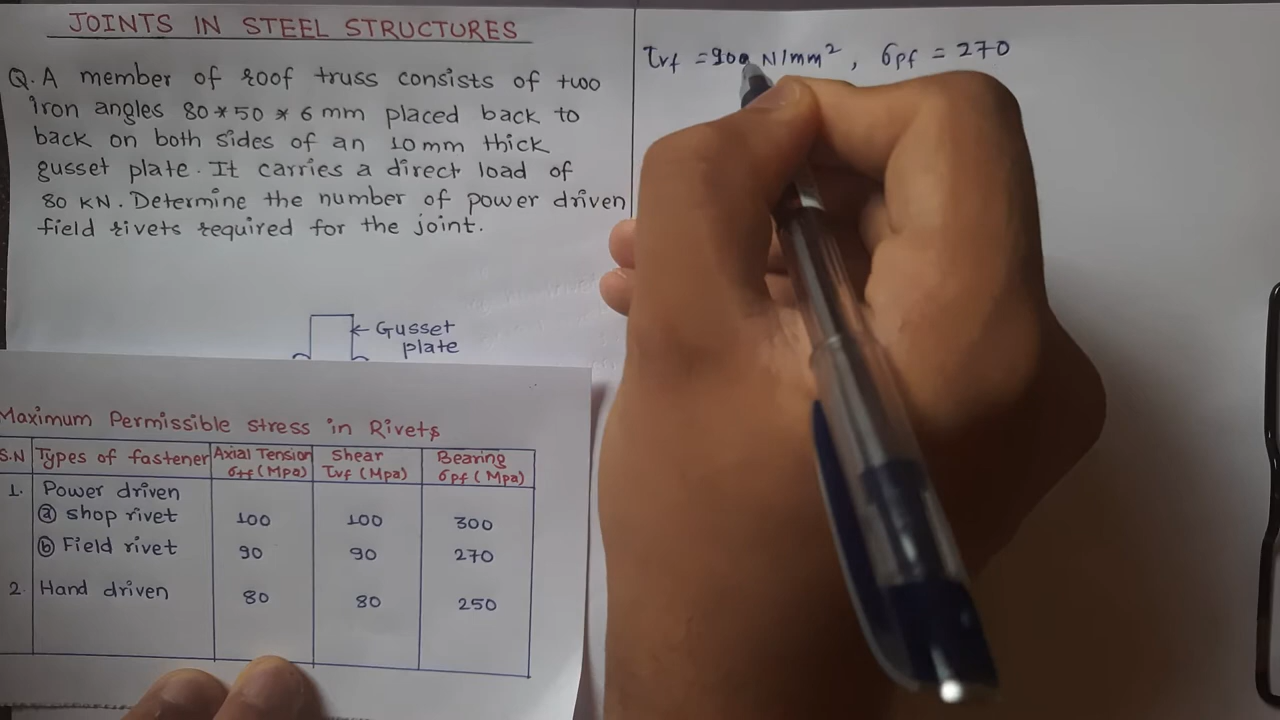 JOINTS IN STEEL STRUCTURES
Q. A member of roof truss consists of two
iron angles 80*50*6 mm placed back to
back on both sides of an 10mm thick
gusset plate. It carries a direct load of
80 KN. Determine the number of power driven
field rivets required for the joint.
← Gusset
plate
Maximum Permissible stress in Rivets
S.N Types of fastener Axial Tension σtf (MPa) Shear τvf (MPa) Bearing σpf (MPa)
1. Power driven
ⓐ shop rivet 100 100 300
ⓑ Field rivet 90 90 270
2. Hand driven 80 80 250
τvf = N/mm², σpf = 270